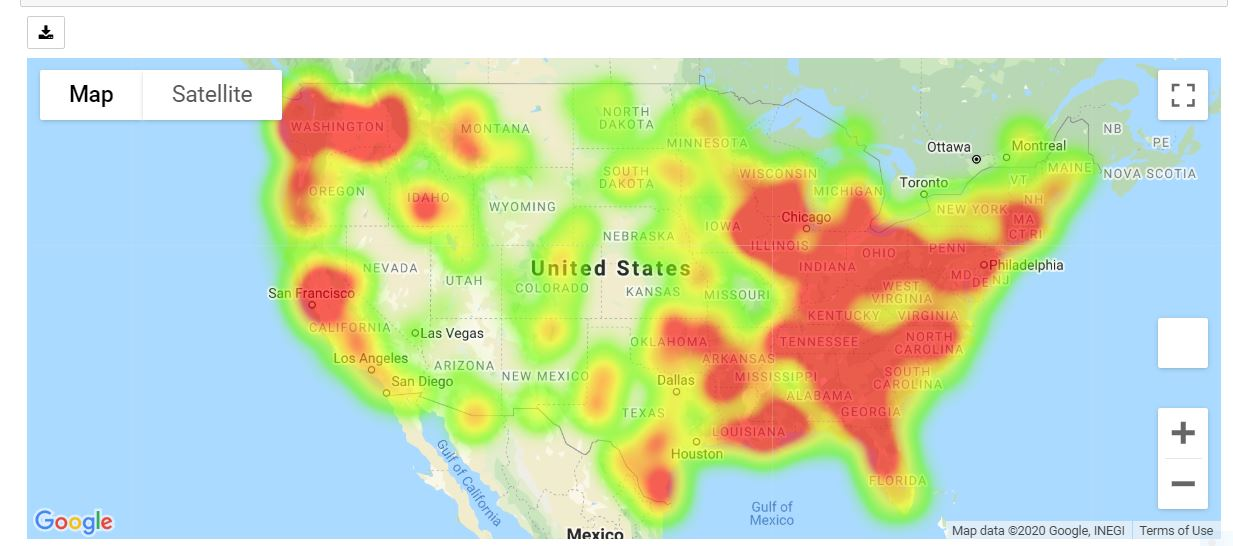 Map
Satellite
WASHINGTON
MONTANA
NORTH
DAKOTA
MINNESOTA
Ottawa
Montreal
NB
PE
NOVA SCOTIA
MAINE
VT
NH
OREGON
IDAHO
WYOMING
SOUTH
DAKOTA
WISCONSIN
MICHIGAN
Toronto
NEW YORK
MA
CT RI
Chicago
IOWA
ILLINOIS
INDIANA
OHIO
PENN
Philadelphia
MD
DE NJ
NEBRASKA
NEVADA
UTAH
United States
COLORADO
KANSAS
MISSOURI
WEST
VIRGINIA
KENTUCKY
VIRGINIA
San Francisco
CALIFORNIA
Las Vegas
OKLAHOMA
TENNESSEE
NORTH
CAROLINA
Los Angeles
San Diego
ARIZONA
NEW MEXICO
ARKANSAS
Dallas
MISSISSIPPI
SOUTH
CAROLINA
ALABAMA
GEORGIA
TEXAS
LOUISIANA
Houston
FLORIDA
Gulf of California
Gulf of
Mexico
Mexico
Google
Map data ©2020 Google, INEGI
Terms of Use